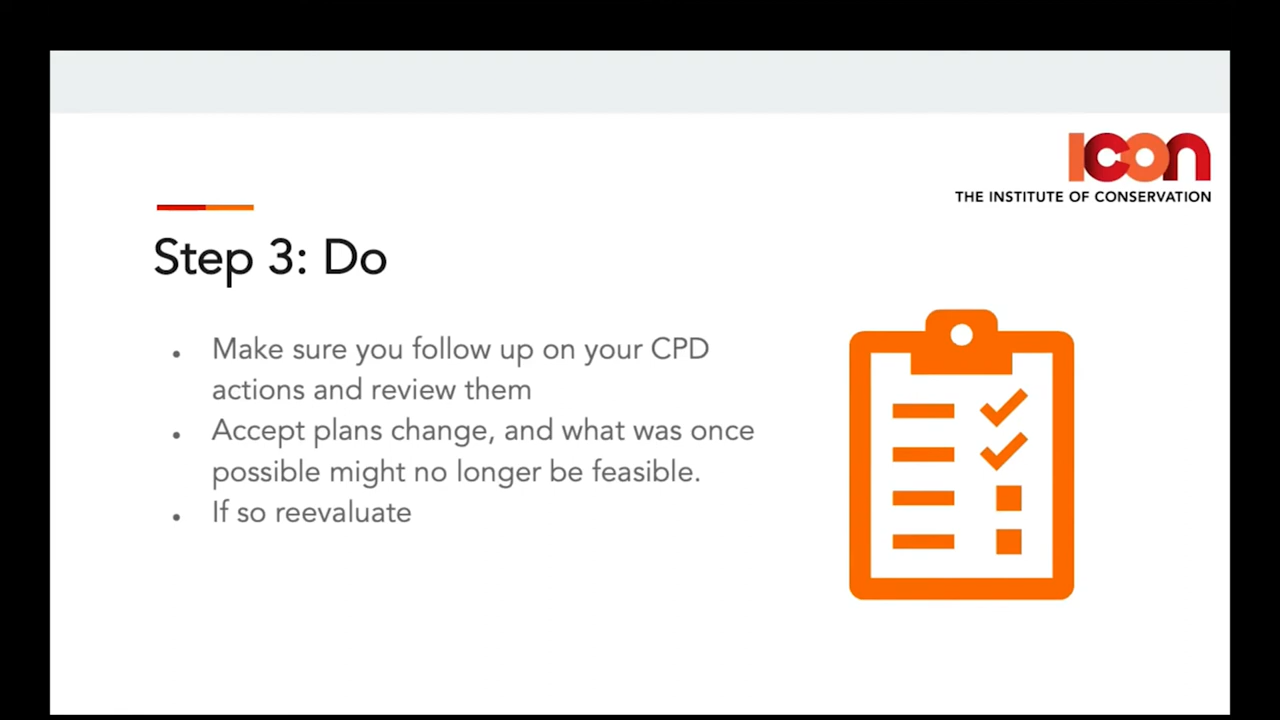 icon
THE INSTITUTE OF CONSERVATION
Step 3: Do
• Make sure you follow up on your CPD
actions and review them
• Accept plans change, and what was once
possible might no longer be feasible.
• If so reevaluate